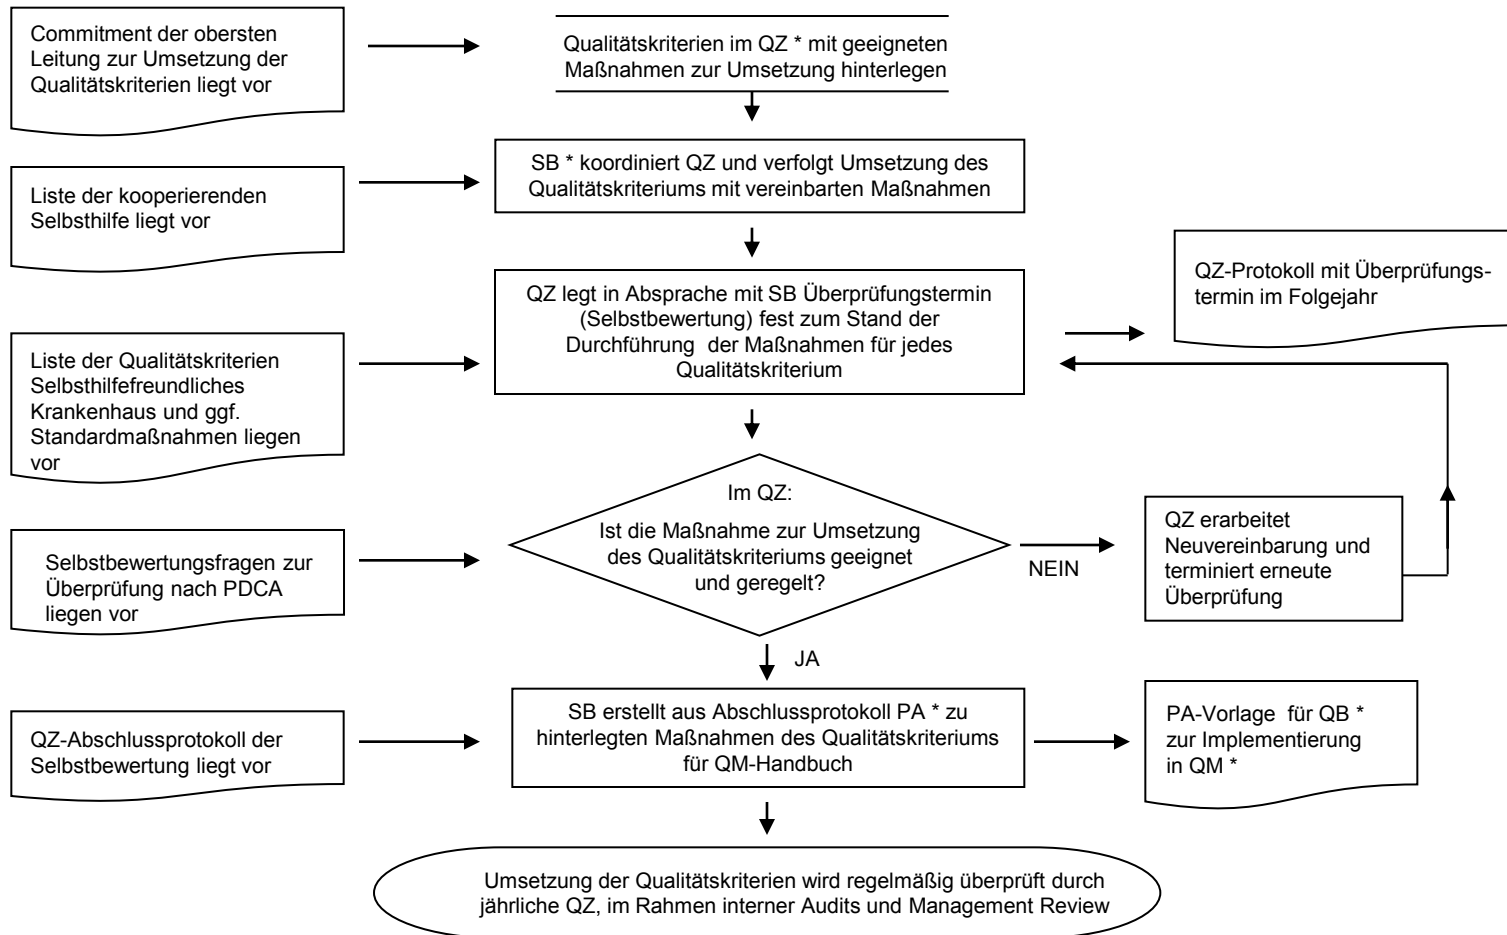 Commitment der obersten
Leitung zur Umsetzung der
Qualitätskriterien liegt vor
Qualitätskriterien im QZ * mit geeigneten
Maßnahmen zur Umsetzung hinterlegen
Liste der kooperierenden
Selbsthilfe liegt vor
SB * koordiniert QZ und verfolgt Umsetzung des
Qualitätskriteriums mit vereinbarten Maßnahmen
Liste der Qualitätskriterien
Selbsthilfefreundliches
Krankenhaus und ggf.
Standardmaßnahmen liegen
vor
QZ legt in Absprache mit SB Überprüfungstermin
(Selbstbewertung) fest zum Stand der
Durchführung der Maßnahmen für jedes
Qualitätskriterium
QZ-Protokoll mit Überprüfungs-
termin im Folgejahr
Selbstbewertungsfragen zur
Überprüfung nach PDCA
liegen vor
Im QZ:
Ist die Maßnahme zur Umsetzung
des Qualitätskriteriums geeignet
und geregelt?
NEIN
QZ erarbeitet
Neuvereinbarung und
terminiert erneute
Überprüfung
JA
QZ-Abschlussprotokoll der
Selbstbewertung liegt vor
SB erstellt aus Abschlussprotokoll PA * zu
hinterlegten Maßnahmen des Qualitätskriteriums
für QM-Handbuch
PA-Vorlage für QB *
zur Implementierung
in QM *
Umsetzung der Qualitätskriterien wird regelmäßig überprüft durch
jährliche QZ, im Rahmen interner Audits und Management Review